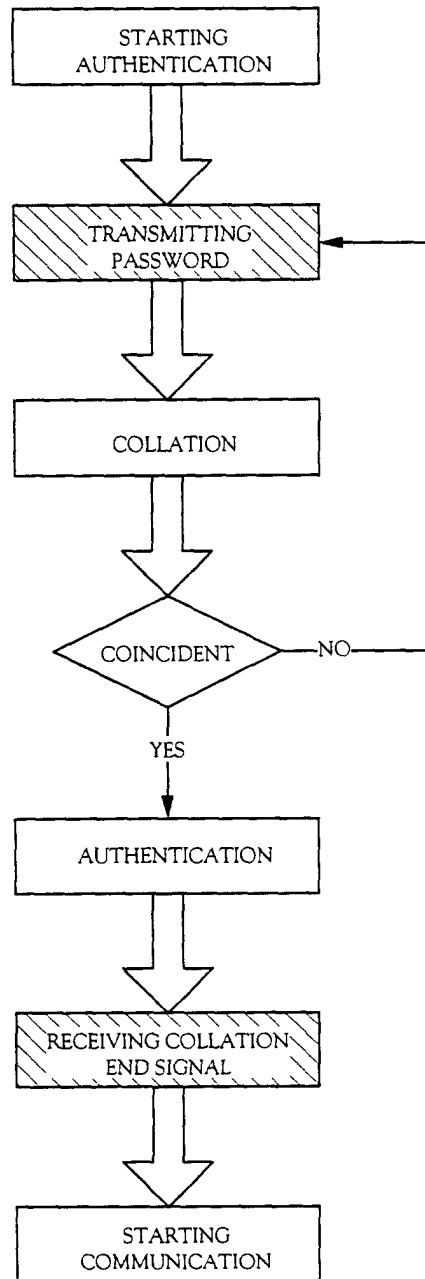 STARTING
AUTHENTICATION
TRANSMITTING
PASSWORD
COLLATION
COINCIDENT
NO
YES
AUTHENTICATION
RECEIVING COLLATION
END SIGNAL
STARTING
COMMUNICATION